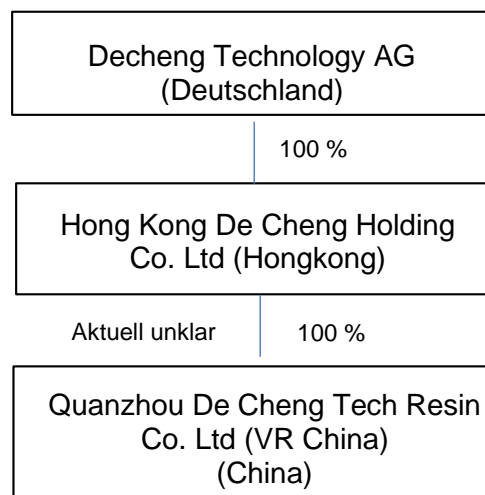 Decheng Technology AG
(Deutschland)
100 %
Hong Kong De Cheng Holding
Co. Ltd (Hongkong)
Aktuell unklar 100 %
Quanzhou De Cheng Tech Resin
Co. Ltd (VR China)
(China)